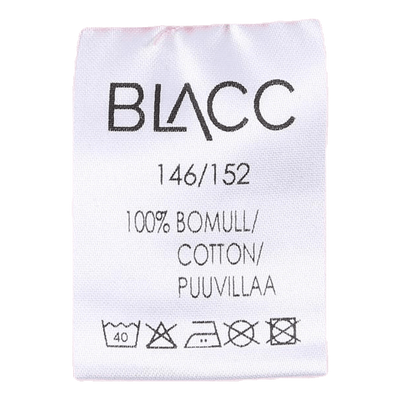 BLACC
146/152
100% BOMULL/
COTTON/
PUUVILLAA
40